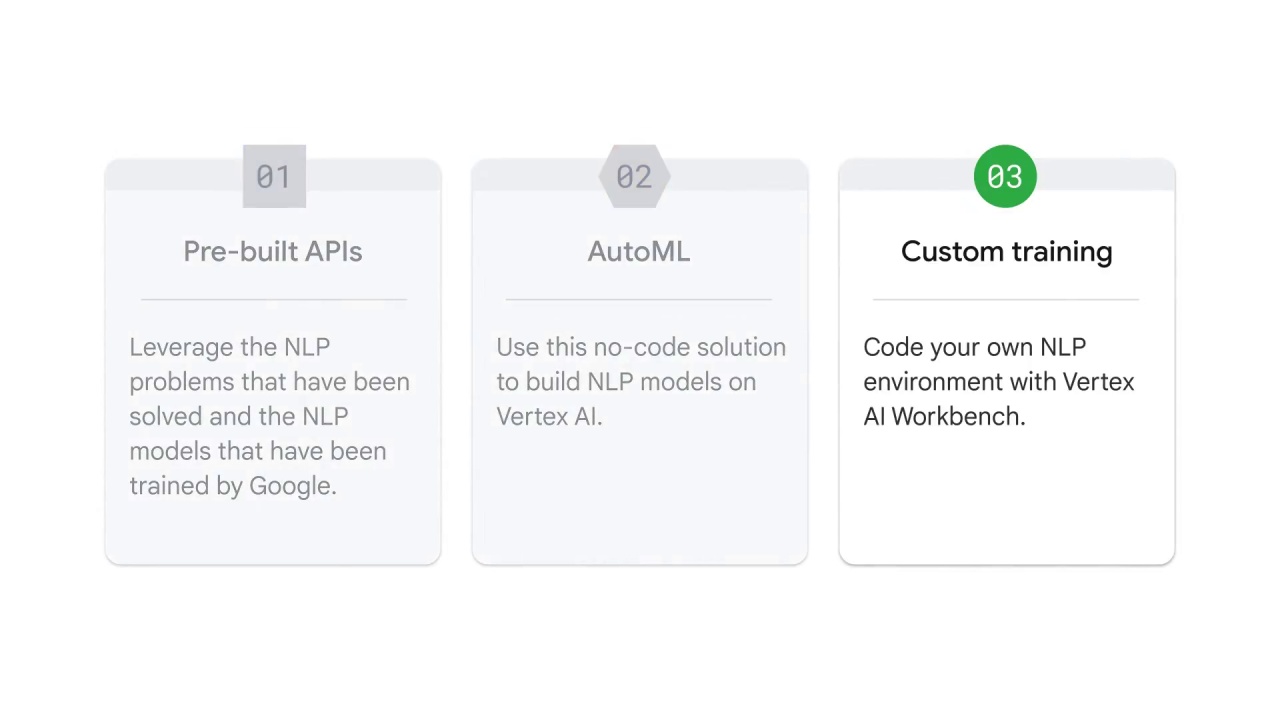 01
Pre-built APIs
Leverage the NLP
problems that have been
solved and the NLP
models that have been
trained by Google.
02
AutoML
Use this no-code solution
to build NLP models on
Vertex AI.
03
Custom training
Code your own NLP
environment with Vertex
AI Workbench.